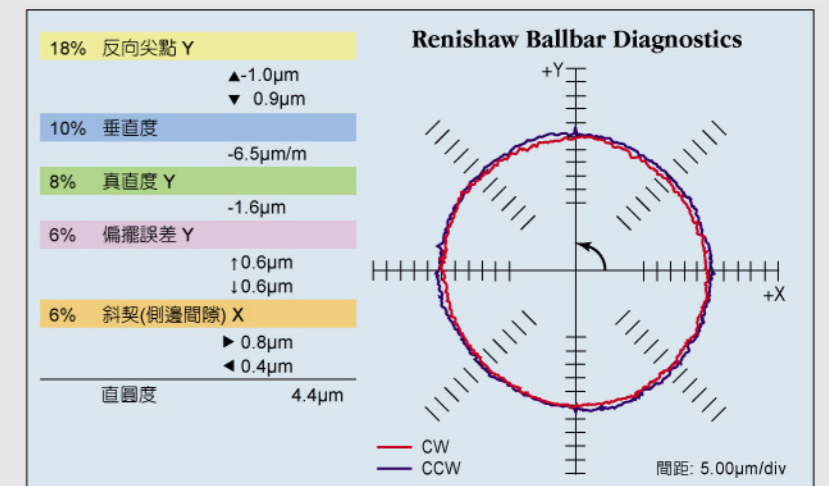 Renishaw Ballbar Diagnostics
18% 反向尖點 Y
▲-1.0µm
▼ 0.9µm
10% 垂直度
-6.5µm/m
8% 真直度 Y
-1.6µm
6% 偏擺誤差 Y
↑0.6µm
↓0.6µm
6% 斜契(側邊間隙) X
▶ 0.8µm
◀ 0.4µm
直圓度 4.4µm
+Y
+X
CW
CCW
間距: 5.00µm/div